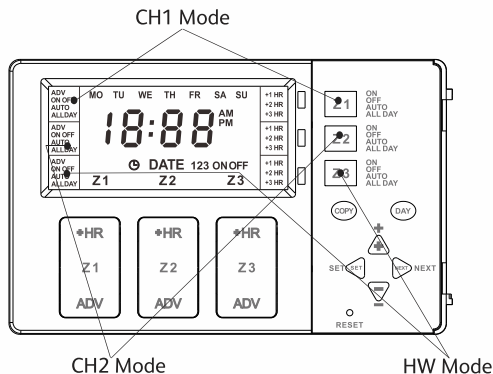 CH1 Mode
ADV
ON OFF
AUTO
ALLDAY
MO TU WE TH FR SA SU
+1 HR
+2 HR
+3 HR
ADV
ON OFF
AUTO
ALLDAY
18:88
AM
PM
+1 HR
+2 HR
+3 HR
ADV
ON OFF
AUTO
ALLDAY
DATE 123 ONOFF
Z1 Z2 Z3
+1 HR
+2 HR
+3 HR
Z1
ON
OFF
AUTO
ALL DAY
Z2
ON
OFF
AUTO
ALL DAY
Z3
ON
OFF
AUTO
ALL DAY
COPY DAY
+
+
SET SET NEXT NEXT
RESET
+HR +HR +HR
Z1 Z2 Z3
ADV ADV ADV
CH2 Mode
HW Mode